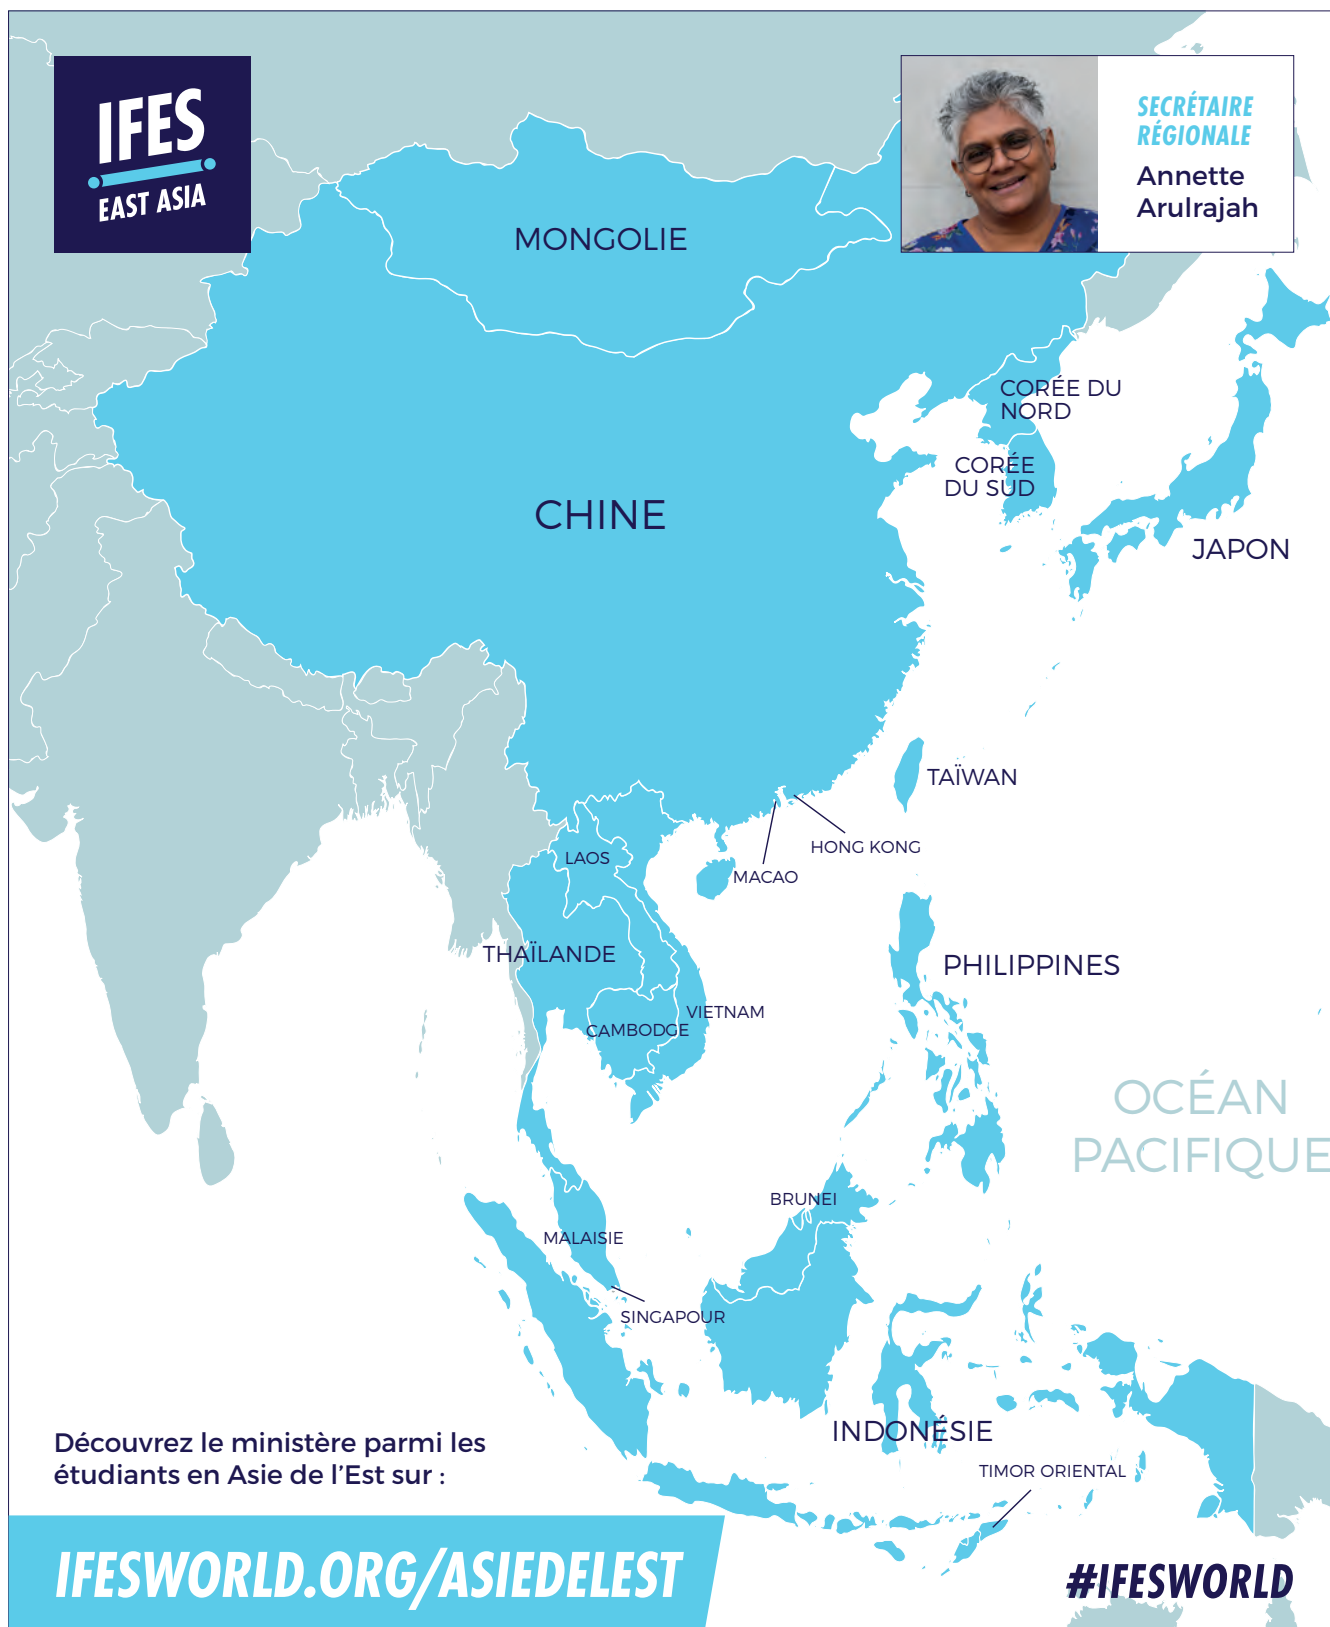 IFES
EAST ASIA
SECRÉTAIRE
RÉGIONALE
Annette
Arulrajah
MONGOLIE
CORÉE DU
NORD
CORÉE
DU SUD
CHINE
JAPON
TAÏWAN
HONG KONG
MACAO
LAOS
THAÏLANDE
PHILIPPINES
VIETNAM
CAMBODGE
OCÉAN
PACIFIQUE
BRUNEI
MALAISIE
SINGAPOUR
INDONÉSIE
TIMOR ORIENTAL
Découvrez le ministère parmi les
étudiants en Asie de l'Est sur :
IFESWORLD.ORG/ASIEDELEST
#IFESWORLD